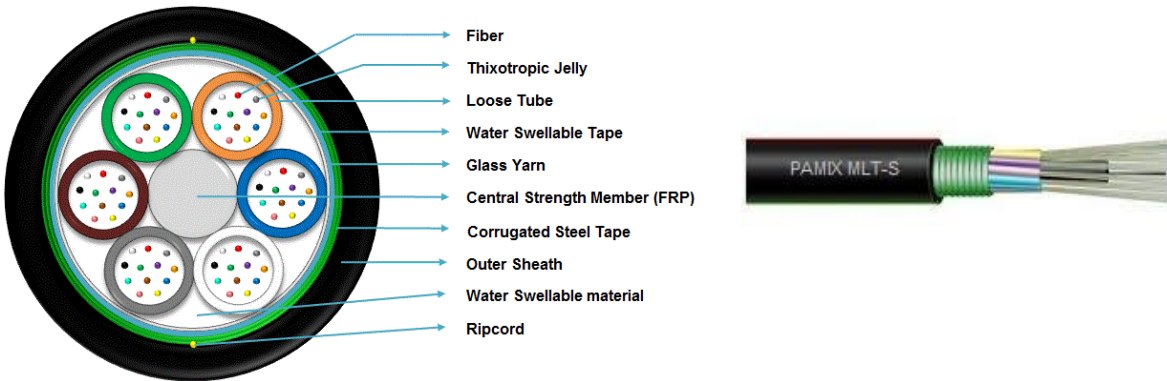 Fiber
Thixotropic Jelly
Loose Tube
Water Swellable Tape
Glass Yarn
Central Strength Member (FRP)
Corrugated Steel Tape
Outer Sheath
Water Swellable material
Ripcord
PAMIX MLT-S